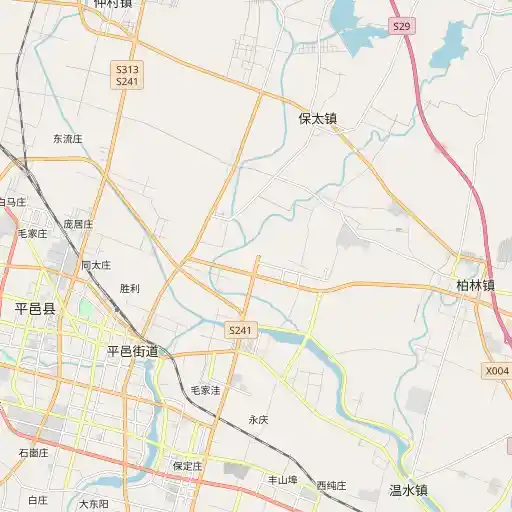 仲村镇
S29
S313
S241
保太镇
东流庄
白马庄
庞居庄
毛家庄
同太庄
柏林镇
胜利
平邑县
S241
平邑街道
X004
毛家洼
永庆
石崮庄
保定庄
丰山埠
西纯庄
温水镇
白庄
大东阳